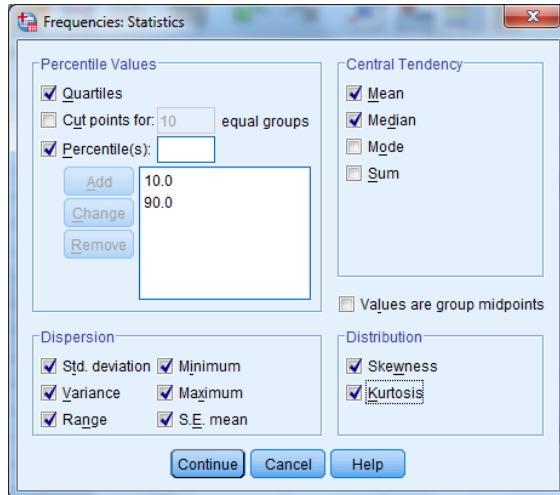 Frequencies: Statistics
Percentile Values
Quartiles
Cut points for: 10 equal groups
Percentile(s):
Add
Change
Remove
10.0
90.0
Central Tendency
Mean
Median
Mode
Sum
Values are group midpoints
Dispersion
Std. deviation Minimum
Variance Maximum
Range S.E. mean
Distribution
Skewness
Kurtosis
Continue Cancel Help